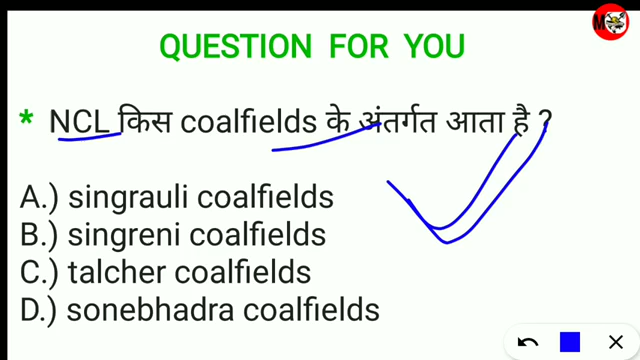 QUESTION FOR YOU
* NCL किस coalfields के अंतर्गत आता है ?
A.) singrauli coalfields
B.) singreni coalfields
C.) talcher coalfields
D.) sonebhadra coalfields